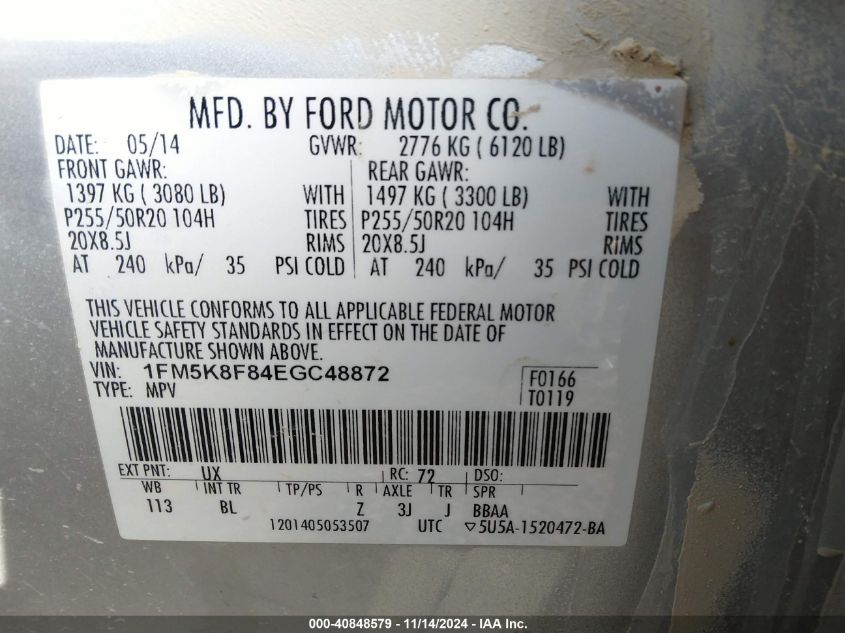 MFD. BY FORD MOTOR CO.
DATE: 05/14 GVWR: 2776 KG ( 6120 LB)
FRONT GAWR: REAR GAWR:
1397 KG ( 3080 LB) WITH 1497 KG ( 3300 LB) WITH
P255/50R20 104H TIRES P255/50R20 104H TIRES
20X8.5J RIMS 20X8.5J RIMS
AT 240 kPa/ 35 PSI COLD AT 240 kPa/ 35 PSI COLD
THIS VEHICLE CONFORMS TO ALL APPLICABLE FEDERAL MOTOR
VEHICLE SAFETY STANDARDS IN EFFECT ON THE DATE OF
MANUFACTURE SHOWN ABOVE.
VIN: 1FM5K8F84EGC48872 F0166
TYPE: MPV T0119
EXT PNT: UX RC: 72 DSO:
WB INT TR TP/PS R AXLE TR SPR
113 BL Z 3J J BBAA
1201405053507 UTC ▽5U5A-1520472-BA
000-40848579 - 11/14/2024 - IAA Inc.